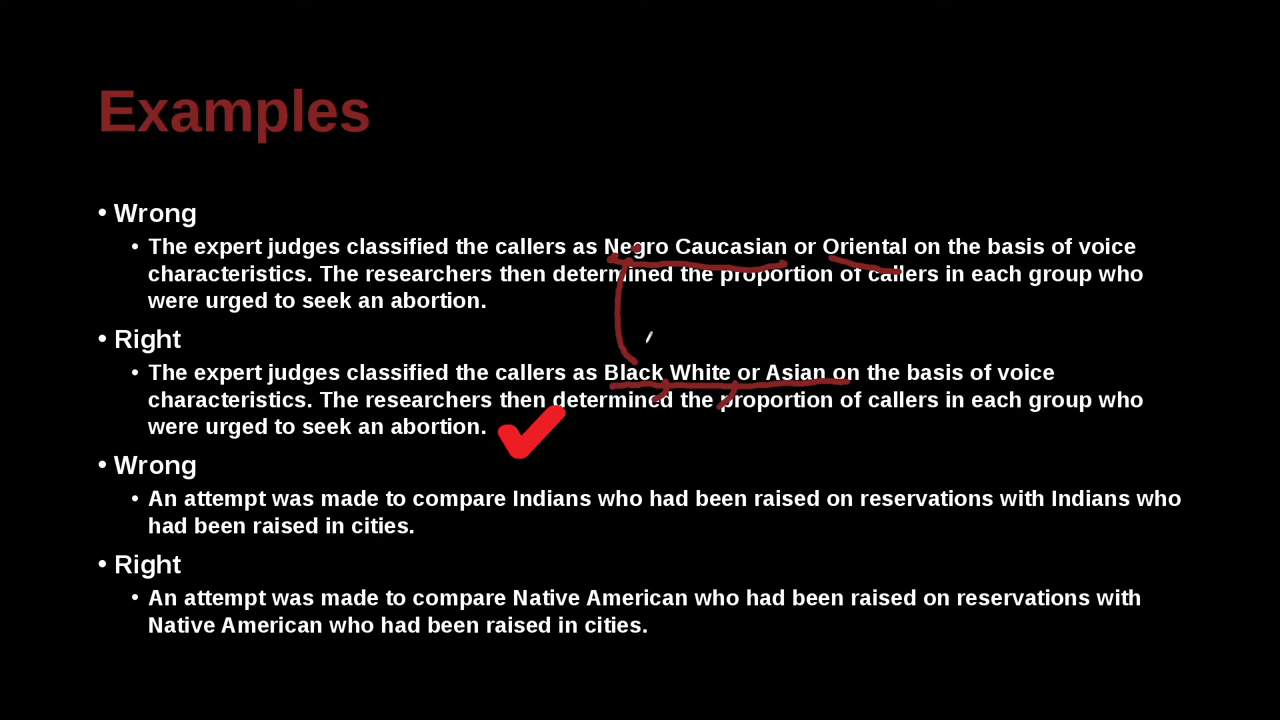 Examples
• Wrong
• The expert judges classified the callers as Negro Caucasian or Oriental on the basis of voice
characteristics. The researchers then determined the proportion of callers in each group who
were urged to seek an abortion.
• Right
• The expert judges classified the callers as Black White or Asian on the basis of voice
characteristics. The researchers then determined the proportion of callers in each group who
were urged to seek an abortion.
• Wrong
• An attempt was made to compare Indians who had been raised on reservations with Indians who
had been raised in cities.
• Right
• An attempt was made to compare Native American who had been raised on reservations with
Native American who had been raised in cities.